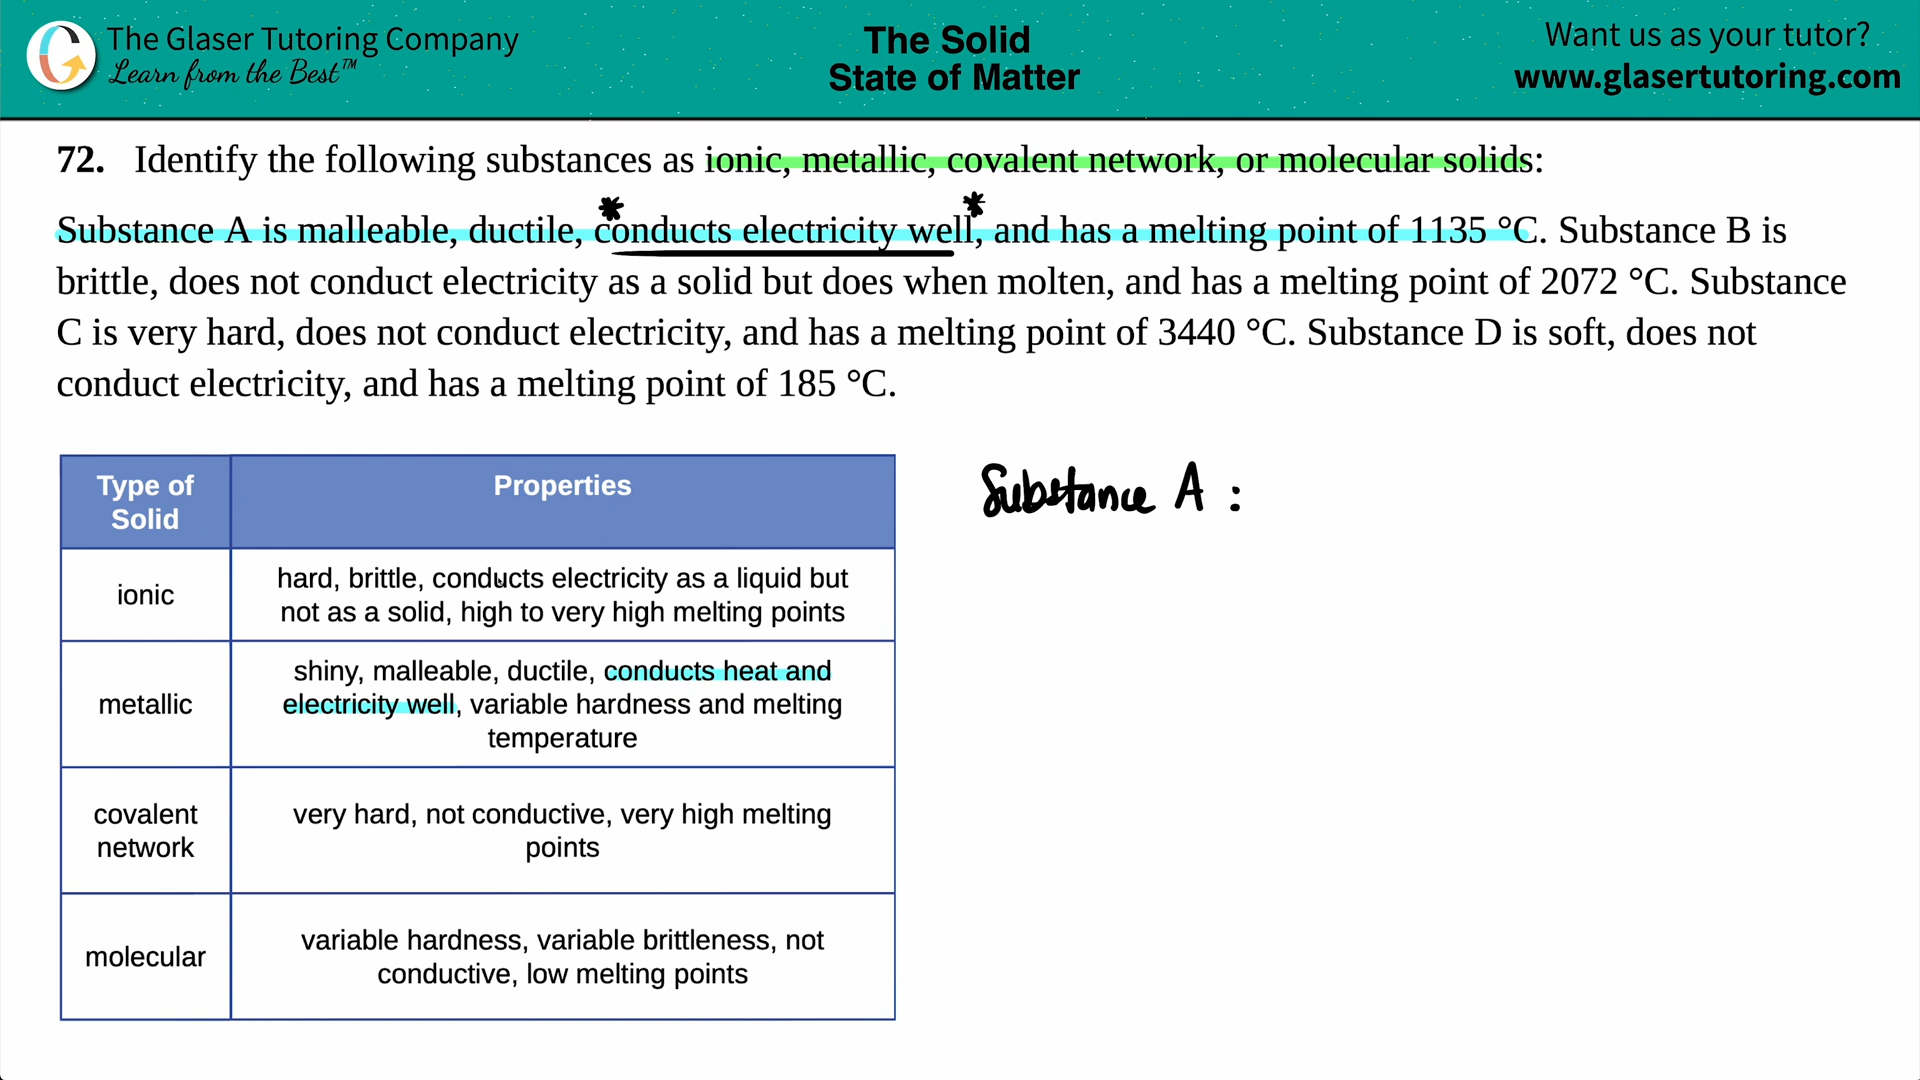 The Glaser Tutoring Company
Learn from the Best™
The Solid
State of Matter
Want us as your tutor?
www.glasertutoring.com
72. Identify the following substances as ionic, metallic, covalent network, or molecular solids:
Substance A is malleable, ductile, conducts electricity well, and has a melting point of 1135 °C. Substance B is
brittle, does not conduct electricity as a solid but does when molten, and has a melting point of 2072 °C. Substance
C is very hard, does not conduct electricity, and has a melting point of 3440 °C. Substance D is soft, does not
conduct electricity, and has a melting point of 185 °C.
Type of
Solid
Properties
ionic
hard, brittle, conducts electricity as a liquid but
not as a solid, high to very high melting points
metallic
shiny, malleable, ductile, conducts heat and
electricity well, variable hardness and melting
temperature
covalent
network
very hard, not conductive, very high melting
points
molecular
variable hardness, variable brittleness, not
conductive, low melting points
Substance A :